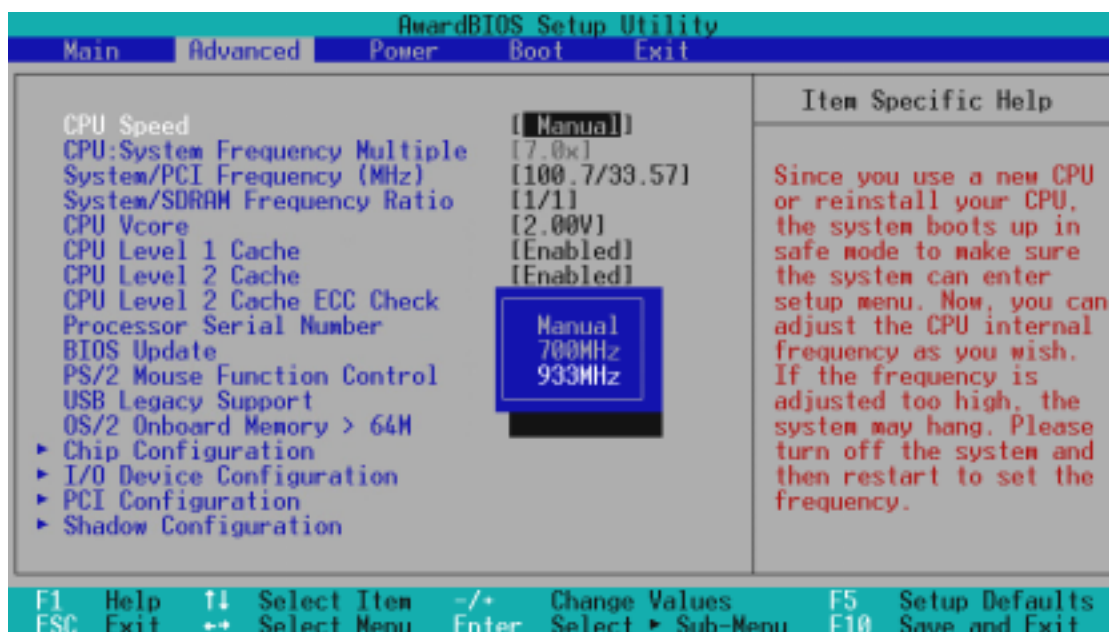 AwardBIOS Setup Utility
Main Advanced Power Boot Exit
Item Specific Help
CPU Speed [ Manual]
CPU:System Frequency Multiple [7.0x]
System/PCI Frequency (MHz) [100.7/33.57]
System/SDRAM Frequency Ratio [1/1]
CPU Vcore [2.00V]
CPU Level 1 Cache [Enabled]
CPU Level 2 Cache [Enabled]
CPU Level 2 Cache ECC Check
Processor Serial Number
BIOS Update
PS/2 Mouse Function Control
USB Legacy Support
OS/2 Onboard Memory > 64M
► Chip Configuration
► I/O Device Configuration
► PCI Configuration
► Shadow Configuration
Manual
700MHz
933MHz
Since you use a new CPU
or reinstall your CPU,
the system boots up in
safe mode to make sure
the system can enter
setup menu. Now, you can
adjust the CPU internal
frequency as you wish.
If the frequency is
adjusted too high, the
system may hang. Please
turn off the system and
then restart to set the
frequency.
F1 Help ↑↓ Select Item -/+ Change Values F5 Setup Defaults
ESC Exit ←→ Select Menu Enter Select ► Sub-Menu F10 Save and Exit